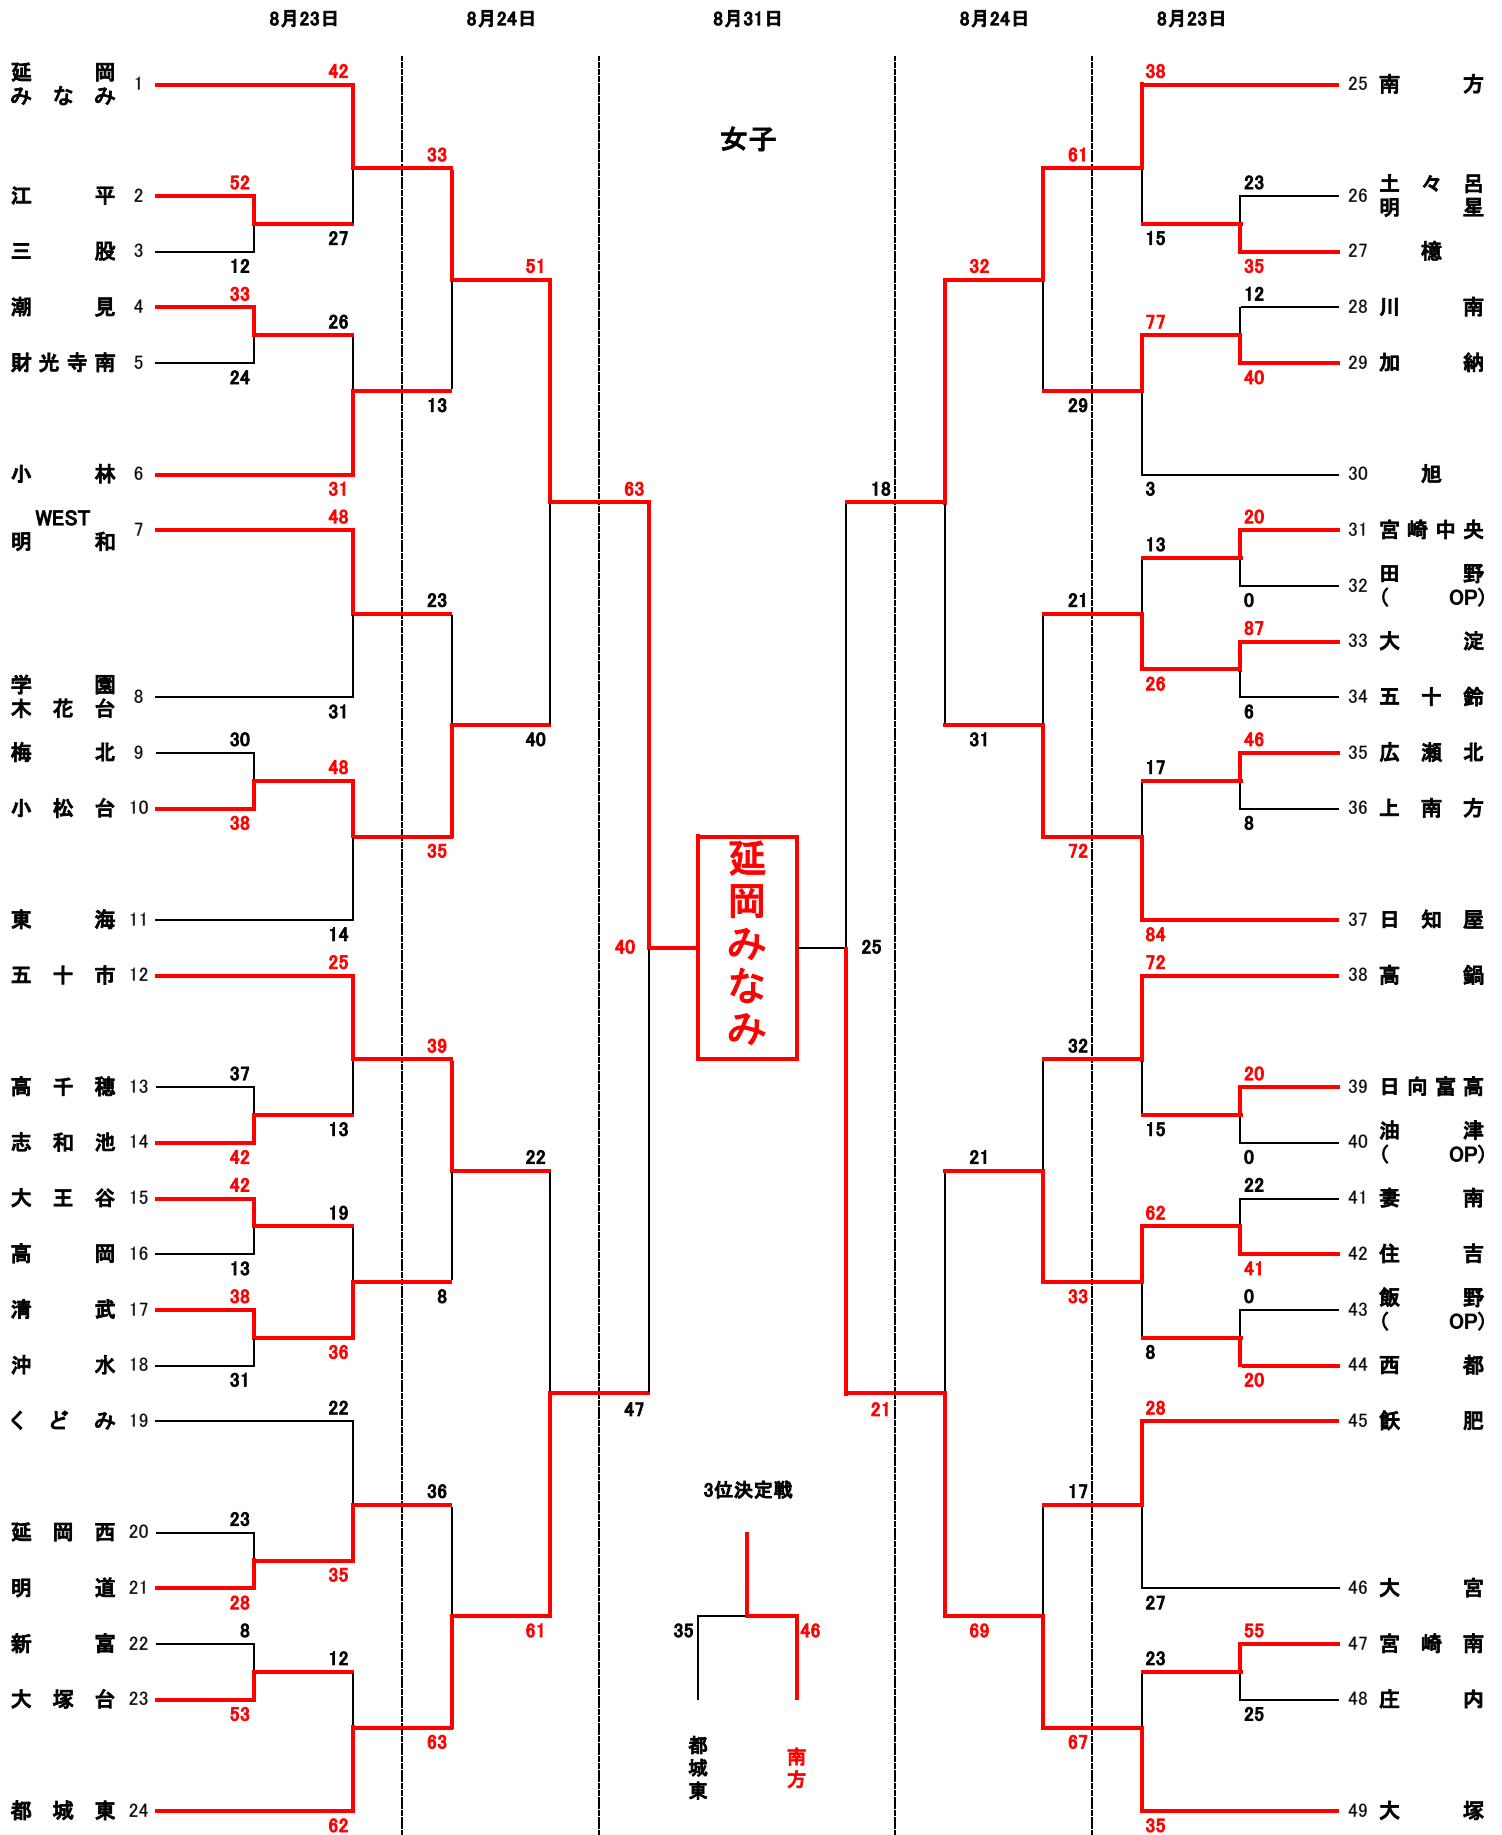 8月23日 8月24日 8月31日 8月24日 8月23日
女子
延岡
みなみ 1
42
33
江平 2
52
三股 3
12
27
51
潮見 4
33
26
財光寺南 5
24
13
小林 6
31
63
WEST
明和 7
48
23
学園
木花台 8
31
40
梅北 9
30
48
小松台 10
38
35
東海 11
14
40
五十市 12
25
39
高千穂 13
37
13
志和池 14
42
22
大王谷 15
42
19
高岡 16
13
8
清武 17
38
36
沖水 18
31
47
くどみ 19
22
36
延岡西 20
23
35
明道 21
28
61
新富 22
8
12
大塚台 23
53
63
都城東 24
62
延岡みなみ
25
3位決定戦
35 46
都城東
南方
38
25 南方
61
23
26 土々呂
明星
15
27 檍
35
32
12
28 川南
77
29 加納
40
29
30 旭
3
18
20
31 宮崎中央
13
32 田野
(OP)
0
21
87
33 大淀
26
34 五十鈴
6
31
46
35 広瀬北
17
36 上南方
8
72
37 日知屋
84
72
38 高鍋
32
20
39 日向富高
15
40 油津
(OP)
0
21
22
41 妻南
62
42 住吉
41
33
0
43 飯野
(OP)
8
44 西都
20
21
28
45 飫肥
17
46 大宮
27
69
55
47 宮崎南
23
48 庄内
25
67
49 大塚
35